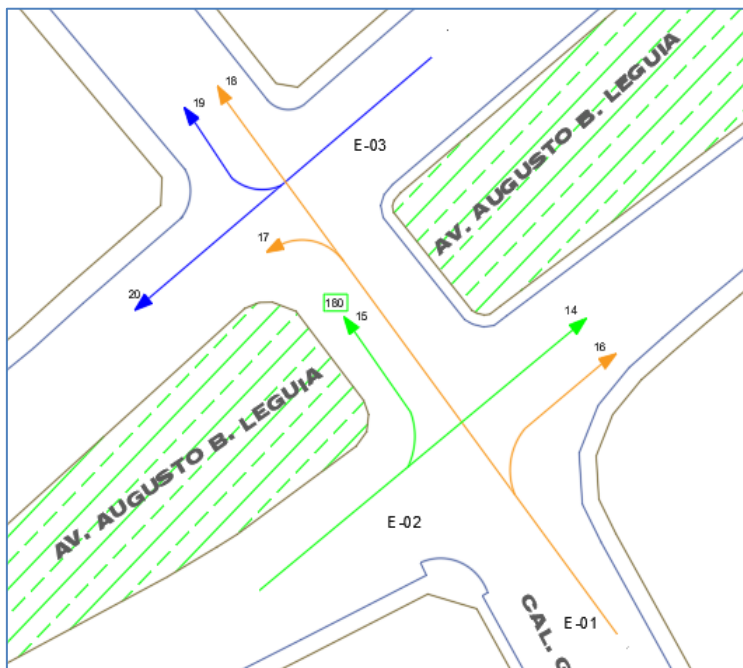 18
19
E-03
AV. AUGUSTO B. LEGUIA
17
20
180
15
14
16
AV. AUGUSTO B. LEGUIA
E-02
CAL.
E-01